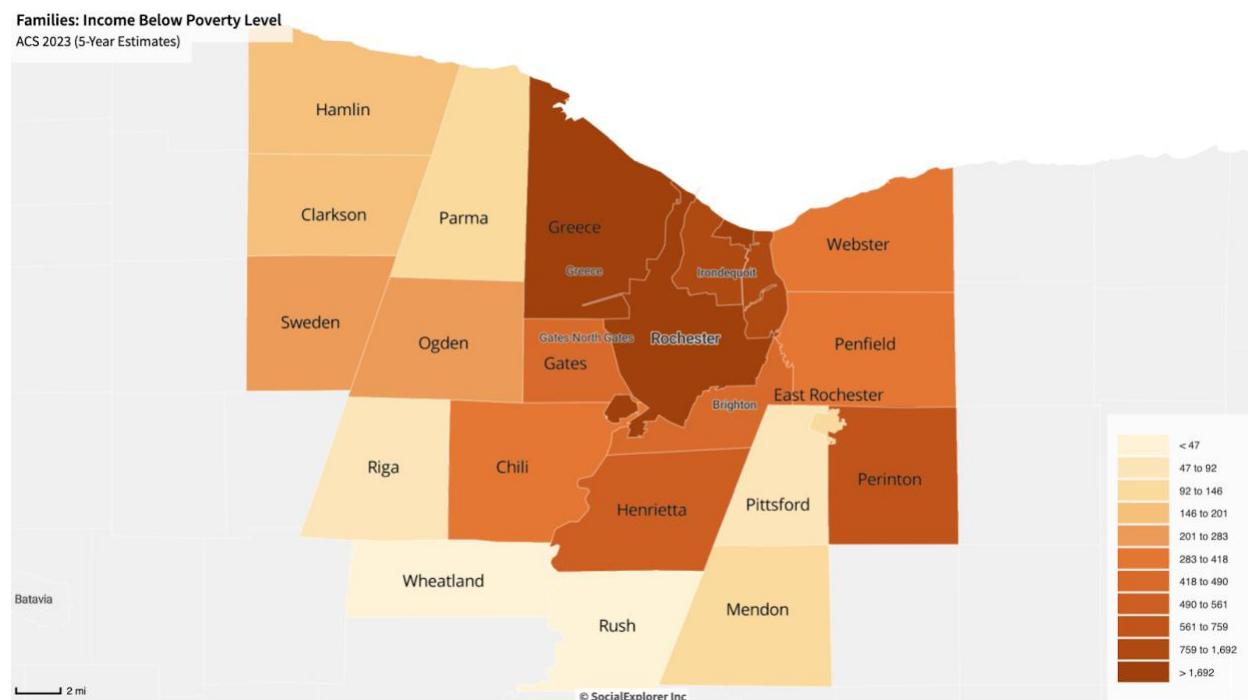 Families: Income Below Poverty Level
ACS 2023 (5-Year Estimates)
Hamlin
Clarkson
Parma
Greece
Greece
Irondequoit
Webster
Sweden
Ogden
Gates-North Gates
Gates
Rochester
Penfield
East Rochester
Brighton
Riga
Chili
Henrietta
Pittsford
Perinton
Wheatland
Rush
Mendon
Batavia
< 47
47 to 92
92 to 146
146 to 201
201 to 283
283 to 418
418 to 490
490 to 561
561 to 759
759 to 1,692
> 1,692
2 mi
© SocialExplorer Inc